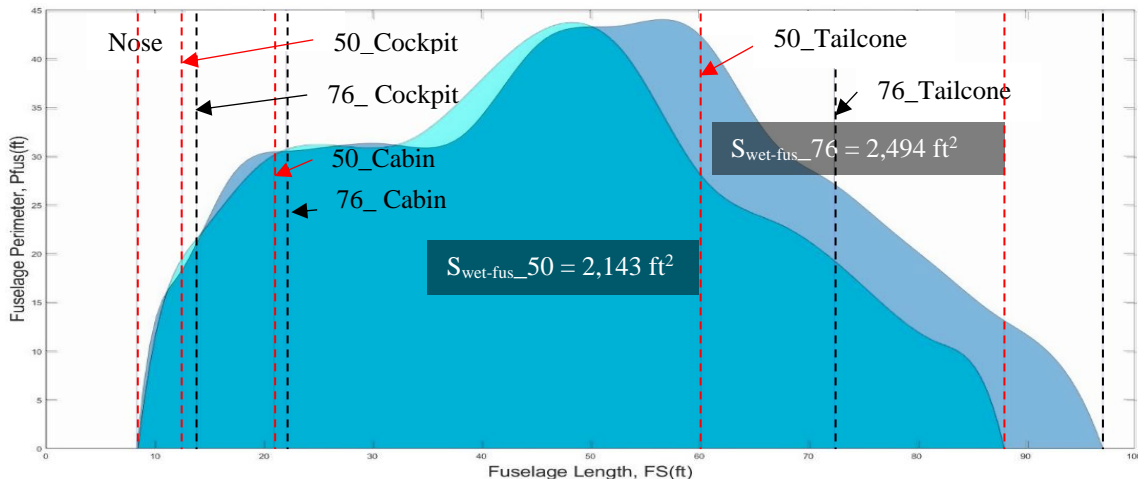 45
40
35
30
25
20
15
10
5
0
Fuselage Perimeter, Pfus(ft)
Nose
50_Cockpit
76_ Cockpit
50_Cabin
76_ Cabin
50_Tailcone
76_Tailcone
Swet-fus_76 = 2,494 ft²
Swet-fus_50 = 2,143 ft²
0 10 20 30 40 50 60 70 80 90 100
Fuselage Length, FS(ft)